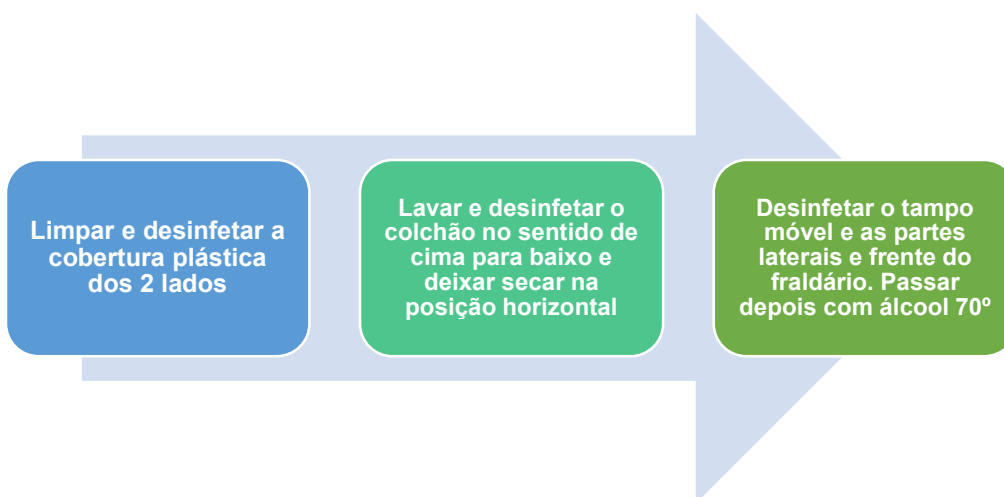 Limpar e desinfetar a
cobertura plástica
dos 2 lados
Lavar e desinfetar o
colchão no sentido de
cima para baixo e
deixar secar na
posição horizontal
Desinfetar o tampo
móvel e as partes
laterais e frente do
fraldário. Passar
depois com álcool 70º